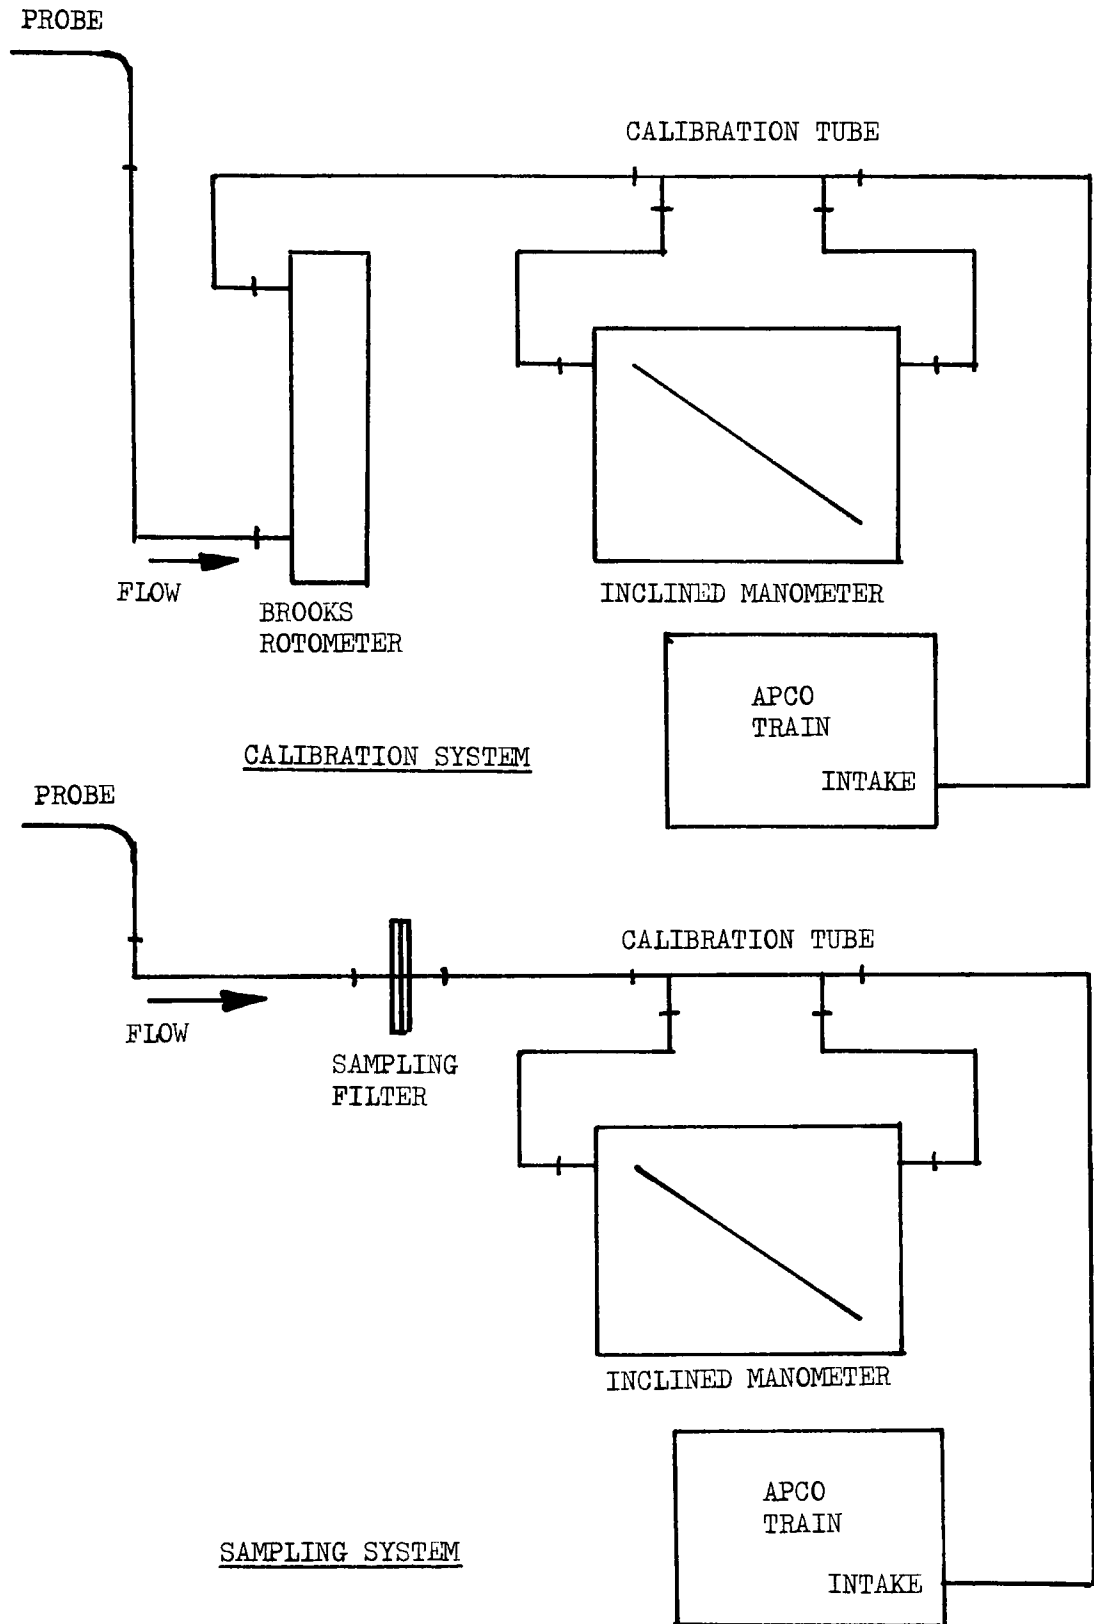 PROBE
CALIBRATION TUBE
FLOW
BROOKS
ROTOMETER
INCLINED MANOMETER
APCO
TRAIN
INTAKE
CALIBRATION SYSTEM
PROBE
CALIBRATION TUBE
FLOW
SAMPLING
FILTER
INCLINED MANOMETER
APCO
TRAIN
INTAKE
SAMPLING SYSTEM